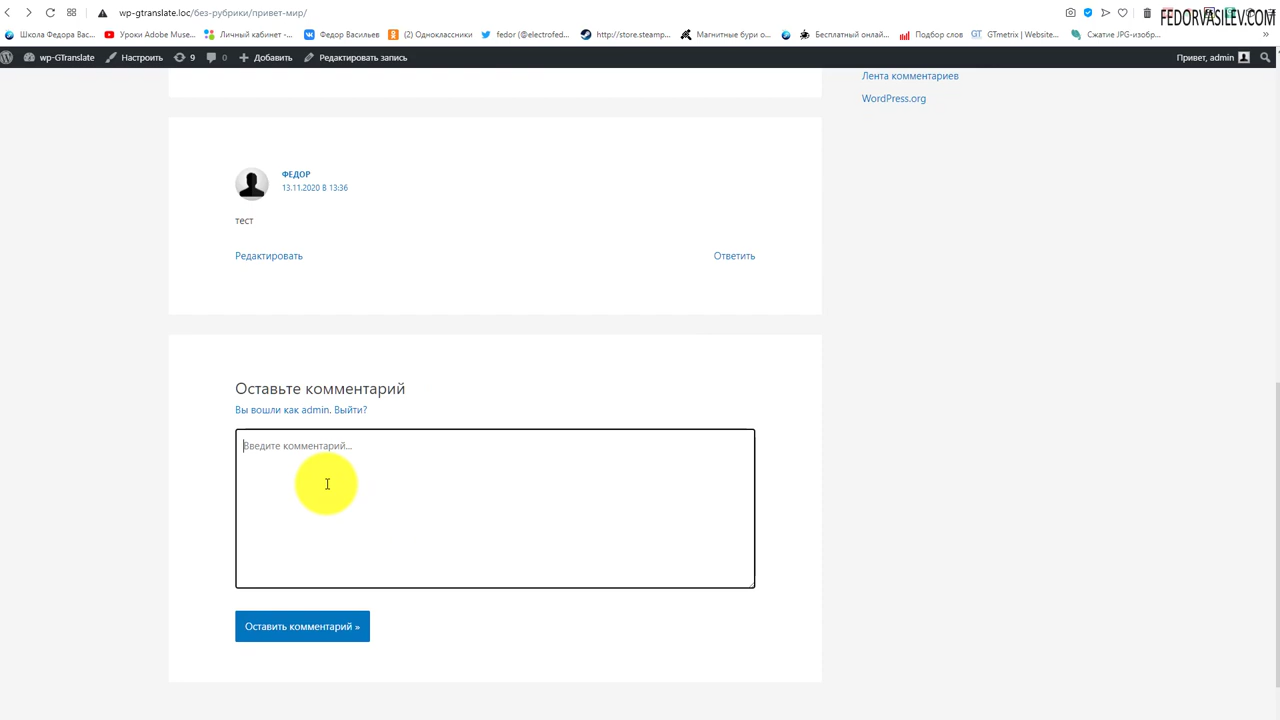 wp-gtranslate.loc/без-рубрики/привет-мир/
FEDORVASILEV.COM
Школа Федора Вас...
Уроки Adobe Muse...
Личный кабинет -...
Федор Васильев
(2) Одноклассники
fedor (@electrofed...
http://store.steamp...
Магнитные бури о...
Бесплатный онлай...
Подбор слов
GTmetrix | Website...
Сжатие JPG-изобр...
»
wp-GTranslate
Настроить
9
0
Добавить
Редактировать запись
Привет, admin
Лента комментариев
WordPress.org
ФЕДОР
13.11.2020 В 13:36
тест
Редактировать
Ответить
Оставьте комментарий
Вы вошли как admin. Выйти?
Введите комментарий...
Оставить комментарий »